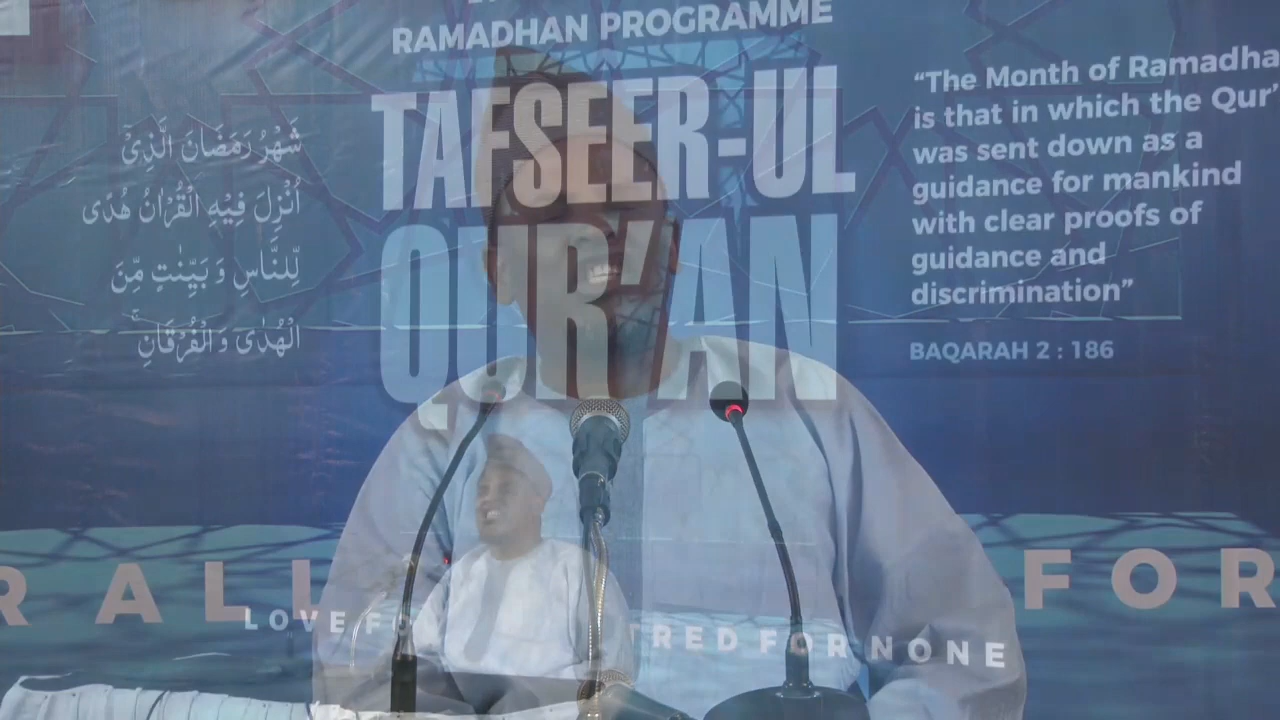 RAMADHAN PROGRAMME
TAFSEER-UL
QUR'AN
شَهْرُ رَمَضَانَ الَّذِىْٓ
اُنْزِلَ فِيْهِ الْقُرْاٰنُ هُدًى
لِّلنَّاسِ وَ بَيِّنٰتٍ مِّنَ
الْهُدٰى وَ الْفُرْقَانِۚ
“The Month of Ramadha
is that in which the Qur’
was sent down as a
guidance for mankind
with clear proofs of
guidance and
discrimination”
BAQARAH 2 : 186
R ALL FOR
LOVE FO TRED FOR NONE